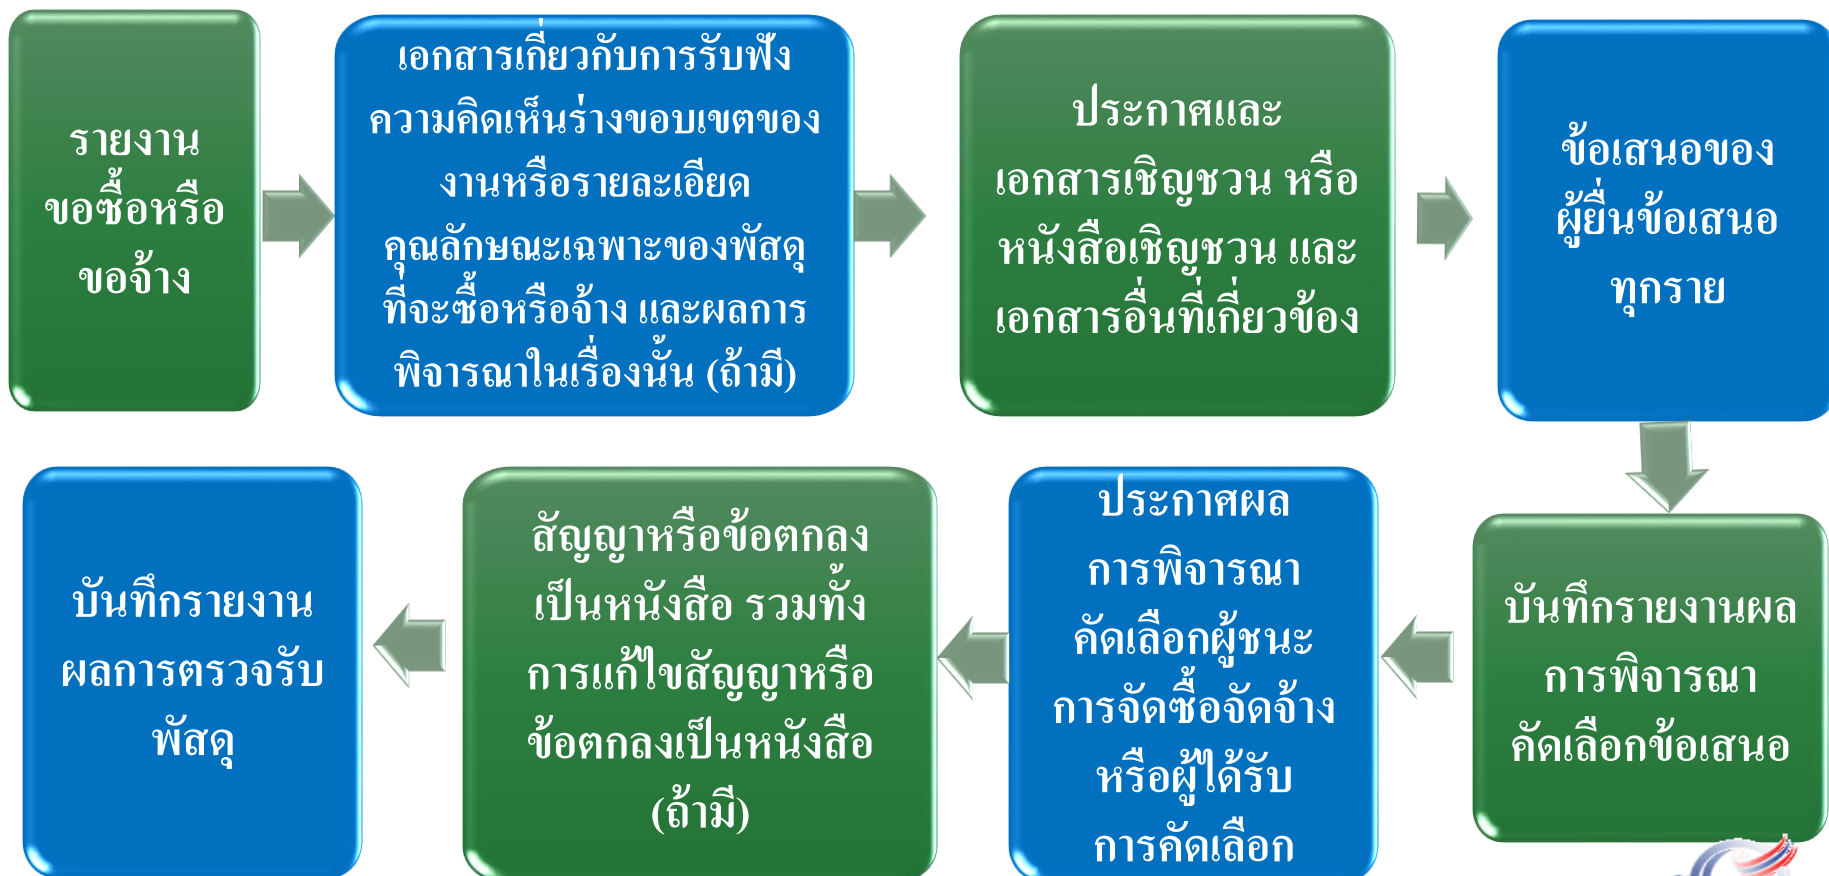 รายงาน
ขอซื้อหรือ
ขอจ้าง
เอกสารเกี่ยวกับการรับฟัง
ความคิดเห็นร่างขอบเขตของ
งานหรือรายละเอียด
คุณลักษณะเฉพาะของพัสดุ
ที่จะซื้อหรือจ้าง และผลการ
พิจารณาในเรื่องนั้น (ถ้ามี)
ประกาศและ
เอกสารเชิญชวน หรือ
หนังสือเชิญชวน และ
เอกสารอื่นที่เกี่ยวข้อง
ข้อเสนอของ
ผู้ยื่นข้อเสนอ
ทุกราย
บันทึกรายงานผล
การพิจารณา
คัดเลือกข้อเสนอ
ประกาศผล
การพิจารณา
คัดเลือกผู้ชนะ
การจัดซื้อจัดจ้าง
หรือผู้ได้รับ
การคัดเลือก
สัญญาหรือข้อตกลง
เป็นหนังสือ รวมทั้ง
การแก้ไขสัญญาหรือ
ข้อตกลงเป็นหนังสือ
(ถ้ามี)
บันทึกรายงาน
ผลการตรวจรับ
พัสดุ